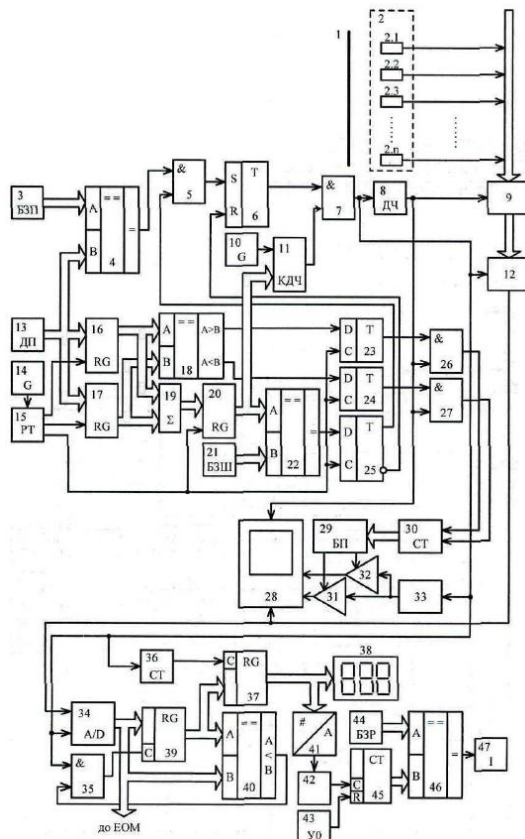 1
2
2.1
2.2
2.3
2.n
3
БЗП
A
B
==
=
4
&
5
S
T
R
6
&
7
8
ДЧ
9
10
G
11
КДЧ
12
13
ДП
14
G
15
РТ
16
RG
17
RG
A
B
==
A>B
A<B
18
19
Σ
20
RG
21
БЗШ
A
B
==
=
22
D
T
C
23
D
T
C
24
D
T
C
25
&
26
&
27
28
29
БП
30
СТ
31
32
33
34
A/D
&
35
36
СТ
C
RG
37
38
RG
C
39
A
B
==
A
<
B
40
#
A
41
42
43
У0
44
БЗР
СТ
C
R
45
A
B
==
=
46
47
I
до ЕОМ